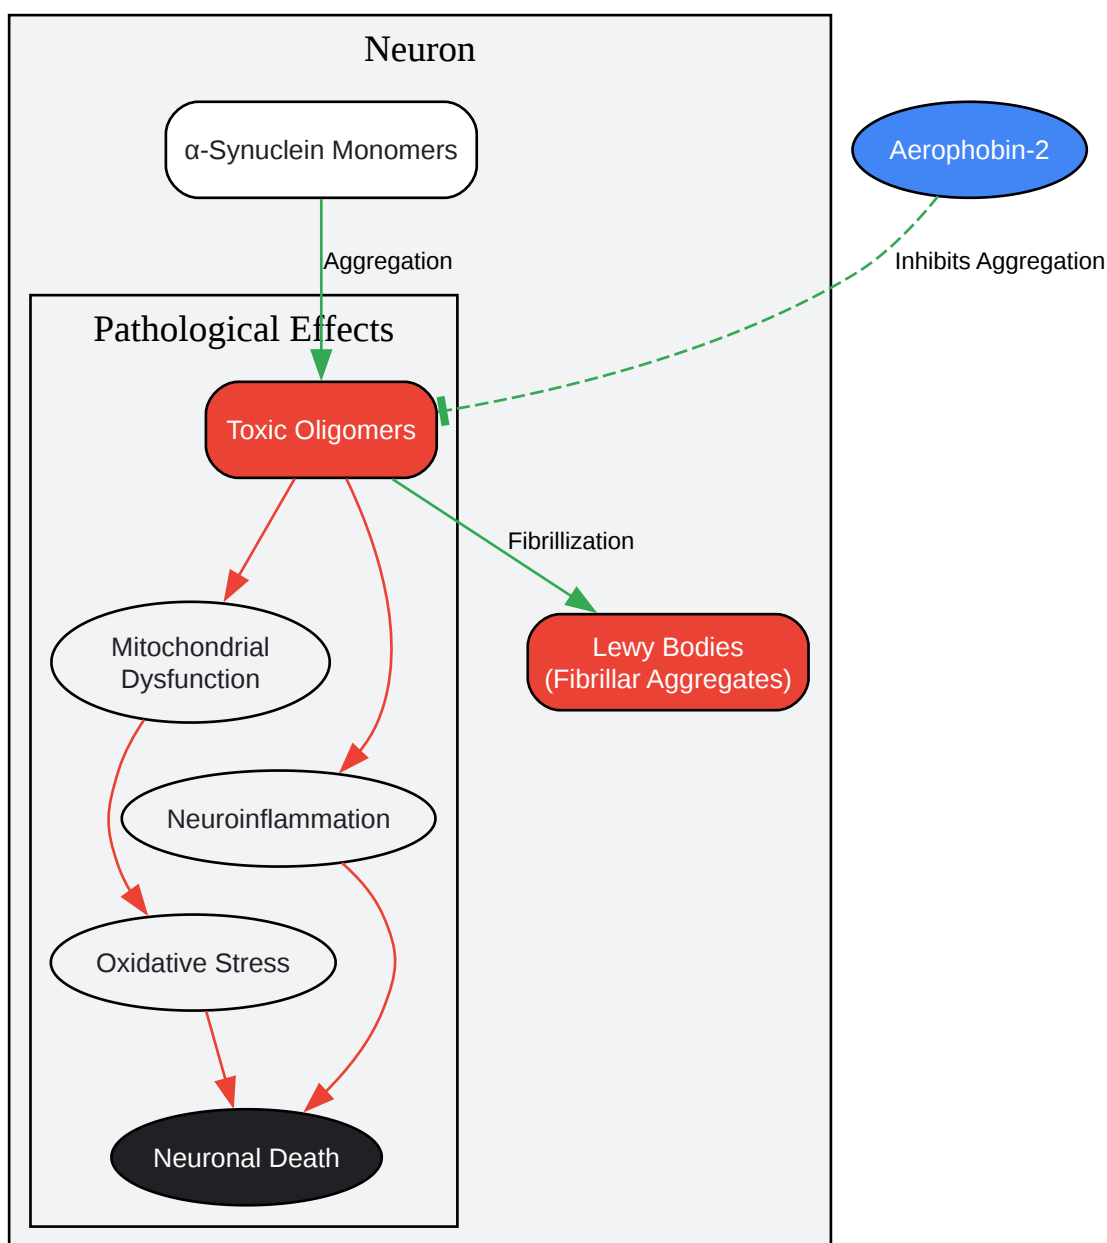 Neuron
α-Synuclein Monomers
Aerophobin-2
Aggregation
Inhibits Aggregation
Pathological Effects
Toxic Oligomers
Fibrillization
Mitochondrial
Dysfunction
Lewy Bodies
(Fibrillar Aggregates)
Neuroinflammation
Oxidative Stress
Neuronal Death